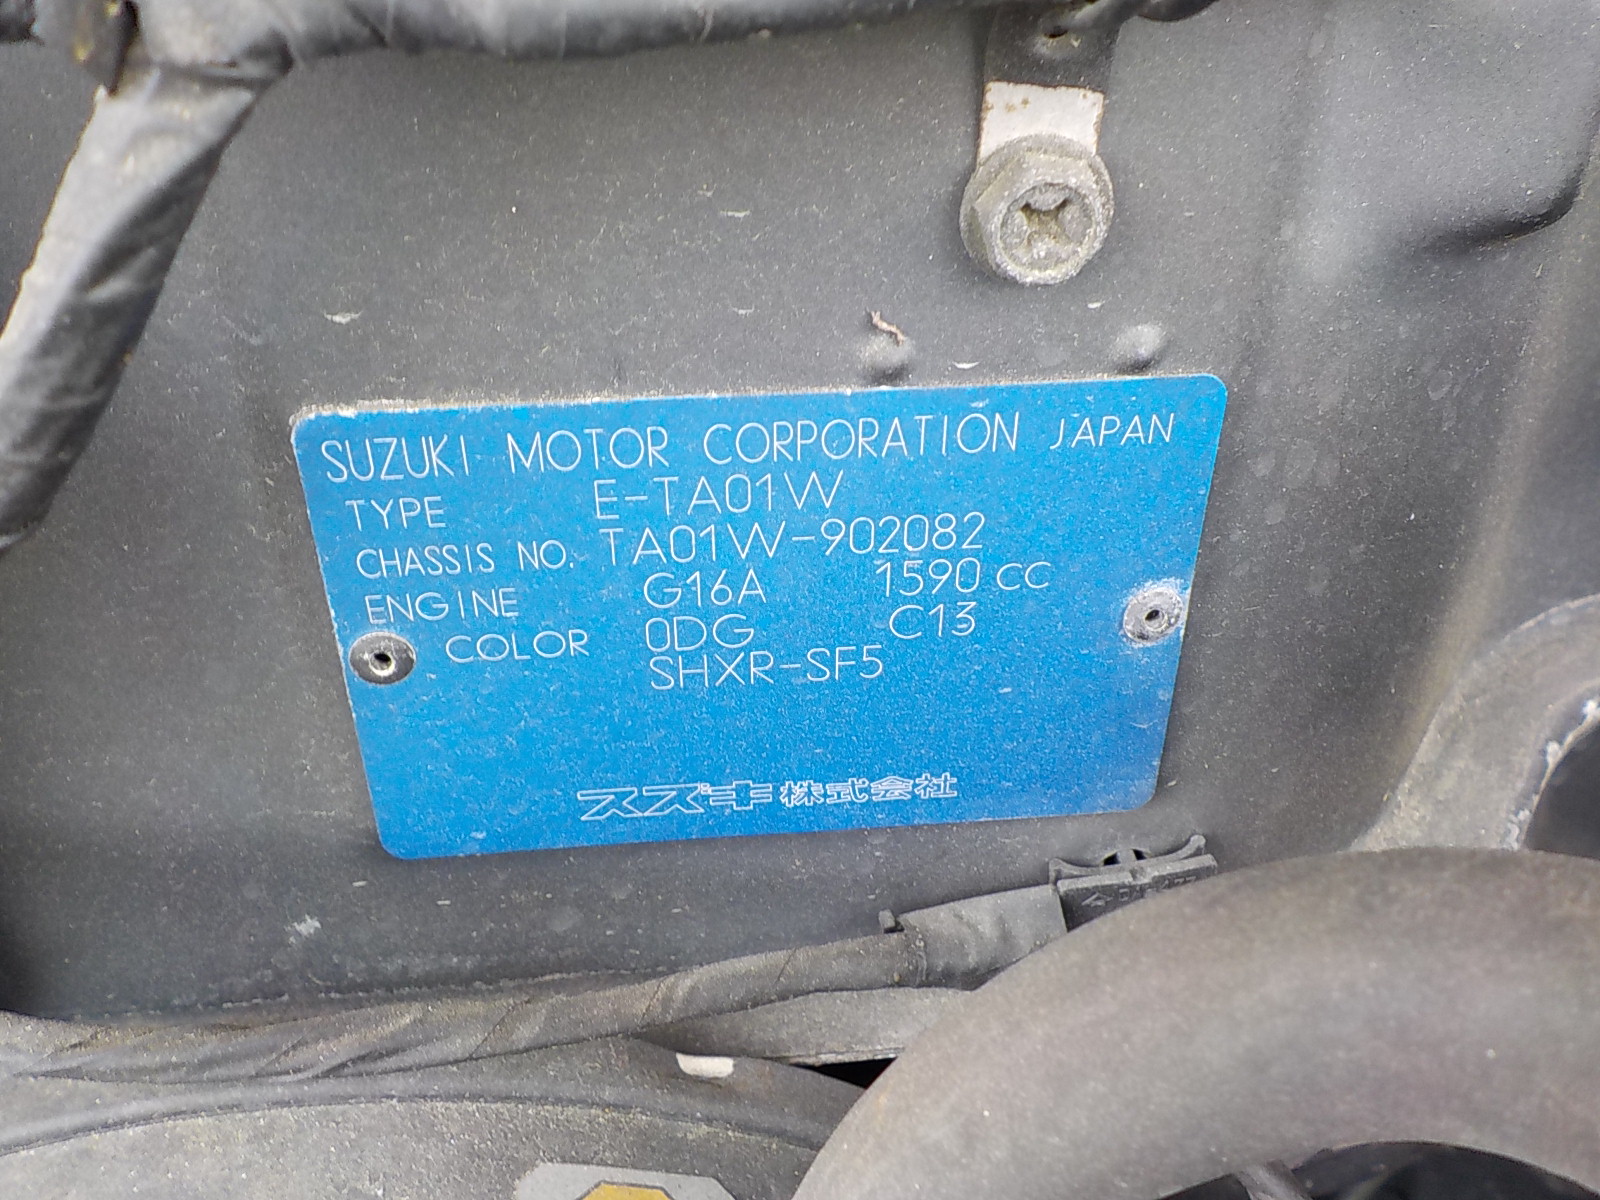 SUZUKI MOTOR CORPORATION JAPAN
TYPE E-TA01W
CHASSIS NO. TA01W-902082
ENGINE G16A 1590 CC
COLOR 0DG C13
SHXR-SF5
スズキ株式会社